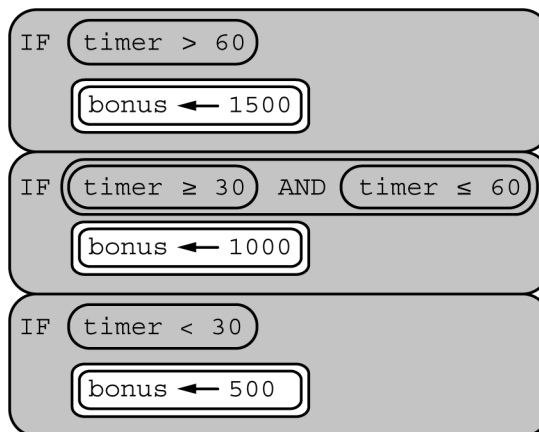 IF timer > 60
bonus ← 1500
IF timer ≥ 30 AND timer ≤ 60
bonus ← 1000
IF timer < 30
bonus ← 500